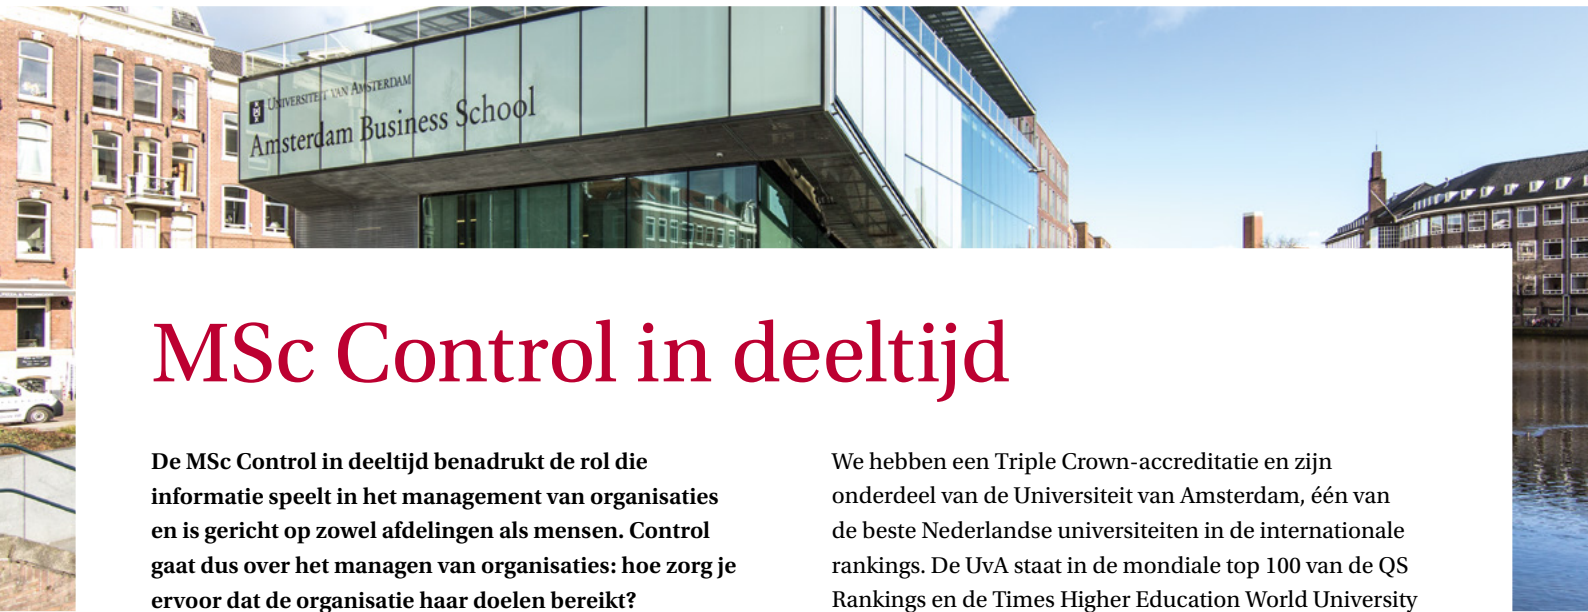 UNIVERSITEIT VAN AMSTERDAM
Amsterdam Business School
MSc Control in deeltijd
De MSc Control in deeltijd benadrukt de rol die
informatie speelt in het management van organisaties
en is gericht op zowel afdelingen als mensen. Control
gaat dus over het managen van organisaties: hoe zorg je
ervoor dat de organisatie haar doelen bereikt?
We hebben een Triple Crown-accreditatie en zijn
onderdeel van de Universiteit van Amsterdam, één van
de beste Nederlandse universiteiten in de internationale
rankings. De UvA staat in de mondiale top 100 van de QS
Rankings en de Times Higher Education World University